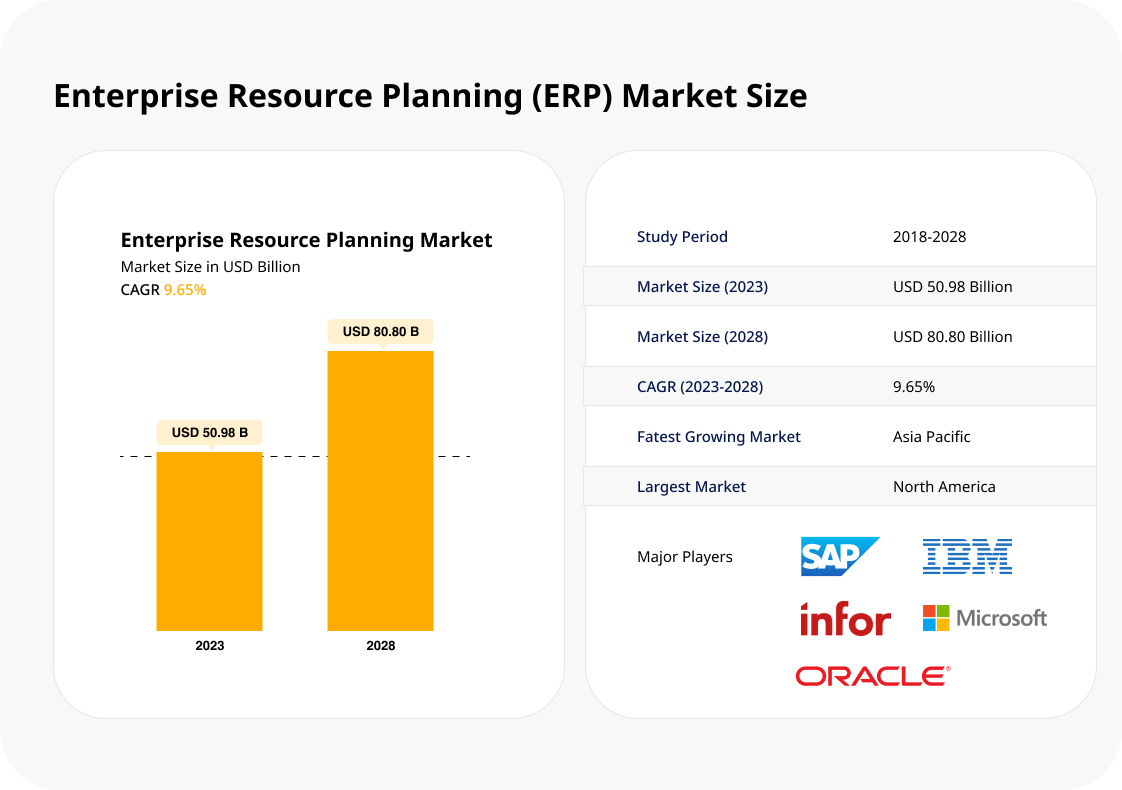 Enterprise Resource Planning (ERP) Market Size
Enterprise Resource Planning Market
Market Size in USD Billion
CAGR 9.65%
USD 80.80 B
USD 50.98 B
2023 2028
Study Period 2018-2028
Market Size (2023) USD 50.98 Billion
Market Size (2028) USD 80.80 Billion
CAGR (2023-2028) 9.65%
Fatest Growing Market Asia Pacific
Largest Market North America
Major Players SAP IBM
infor Microsoft
ORACLE®